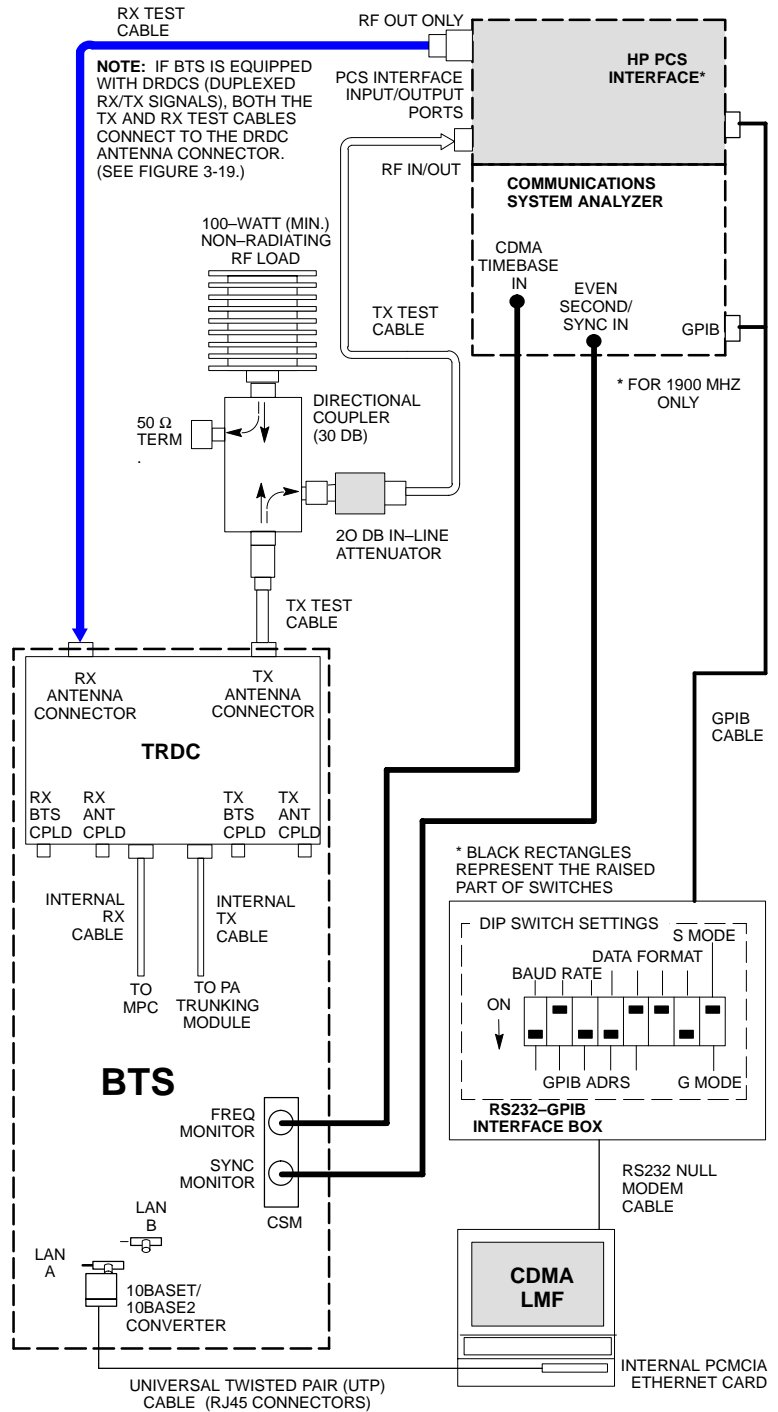 RX TEST
CABLE
RF OUT ONLY
HP PCS
INTERFACE*
NOTE: IF BTS IS EQUIPPED
WITH DRDCS (DUPLEXED
RX/TX SIGNALS), BOTH THE
TX AND RX TEST CABLES
CONNECT TO THE DRDC
ANTENNA CONNECTOR.
(SEE FIGURE 3-19.)
PCS INTERFACE
INPUT/OUTPUT
PORTS
RF IN/OUT
COMMUNICATIONS
SYSTEM ANALYZER
100–WATT (MIN.)
NON–RADIATING
RF LOAD
CDMA
TIMEBASE
IN
EVEN
SECOND/
SYNC IN
GPIB
TX TEST
CABLE
* FOR 1900 MHZ
ONLY
50 Ω
TERM
.
DIRECTIONAL
COUPLER
(30 DB)
2O DB IN–LINE
ATTENUATOR
TX TEST
CABLE
RX
ANTENNA
CONNECTOR
TX
ANTENNA
CONNECTOR
TRDC
GPIB
CABLE
RX
BTS
CPLD
RX
ANT
CPLD
TX
BTS
CPLD
TX
ANT
CPLD
* BLACK RECTANGLES
REPRESENT THE RAISED
PART OF SWITCHES
INTERNAL
RX
CABLE
INTERNAL
TX
CABLE
TO
MPC
TO PA
TRUNKING
MODULE
DIP SWITCH SETTINGS
S MODE
DATA FORMAT
BAUD RATE
ON
GPIB ADRS
G MODE
RS232–GPIB
INTERFACE BOX
BTS
FREQ
MONITOR
SYNC
MONITOR
CSM
RS232 NULL
MODEM
CABLE
LAN
B
LAN
A
10BASET/
10BASE2
CONVERTER
CDMA
LMF
UNIVERSAL TWISTED PAIR (UTP)
CABLE (RJ45 CONNECTORS)
INTERNAL PCMCIA
ETHERNET CARD